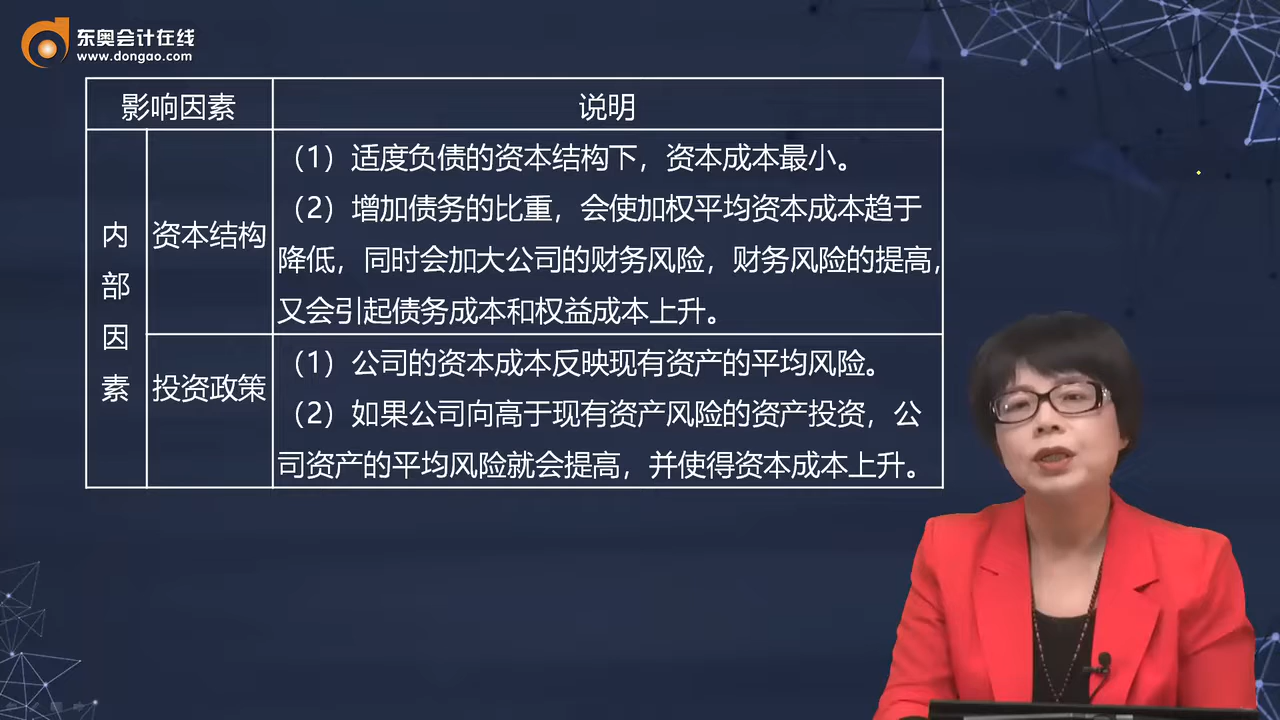 东奥会计在线
www.dongao.com
影响因素
说明
内部因素
资本结构
（1）适度负债的资本结构下，资本成本最小。
（2）增加债务的比重，会使加权平均资本成本趋于
降低，同时会加大公司的财务风险，财务风险的提高，
又会引起债务成本和权益成本上升。
投资政策
（1）公司的资本成本反映现有资产的平均风险。
（2）如果公司向高于现有资产风险的资产投资，公
司资产的平均风险就会提高，并使得资本成本上升。